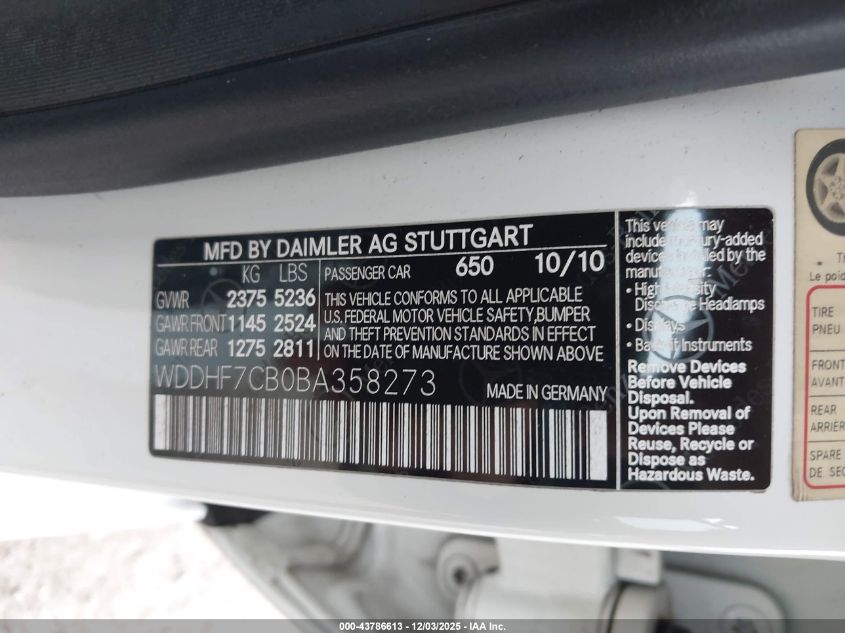 MFD BY DAIMLER AG STUTTGART
KG LBS
GVWR 2375 5236
GAWR FRONT 1145 2524
GAWR REAR 1275 2811
PASSENGER CAR 650 10/10
THIS VEHICLE CONFORMS TO ALL APPLICABLE
U.S. FEDERAL MOTOR VEHICLE SAFETY, BUMPER
AND THEFT PREVENTION STANDARDS IN EFFECT
ON THE DATE OF MANUFACTURE SHOWN ABOVE
WDDHF7CB0BA358273
MADE IN GERMANY
This vehicle may
include mercury-added
devices installed by the
manufacturer:
• High Intensity
Discharge Headlamps
• Displays
• Backlit Instruments
Remove Devices
Before Vehicle
Disposal.
Upon Removal of
Devices Please
Reuse, Recycle or
Dispose as
Hazardous Waste.
Le poid
TIRE
PNEU
FRONT
AVANT
REAR
ARRIÈR
SPARE
DE SEC
000-43786613 - 12/03/2025 - IAA Inc.